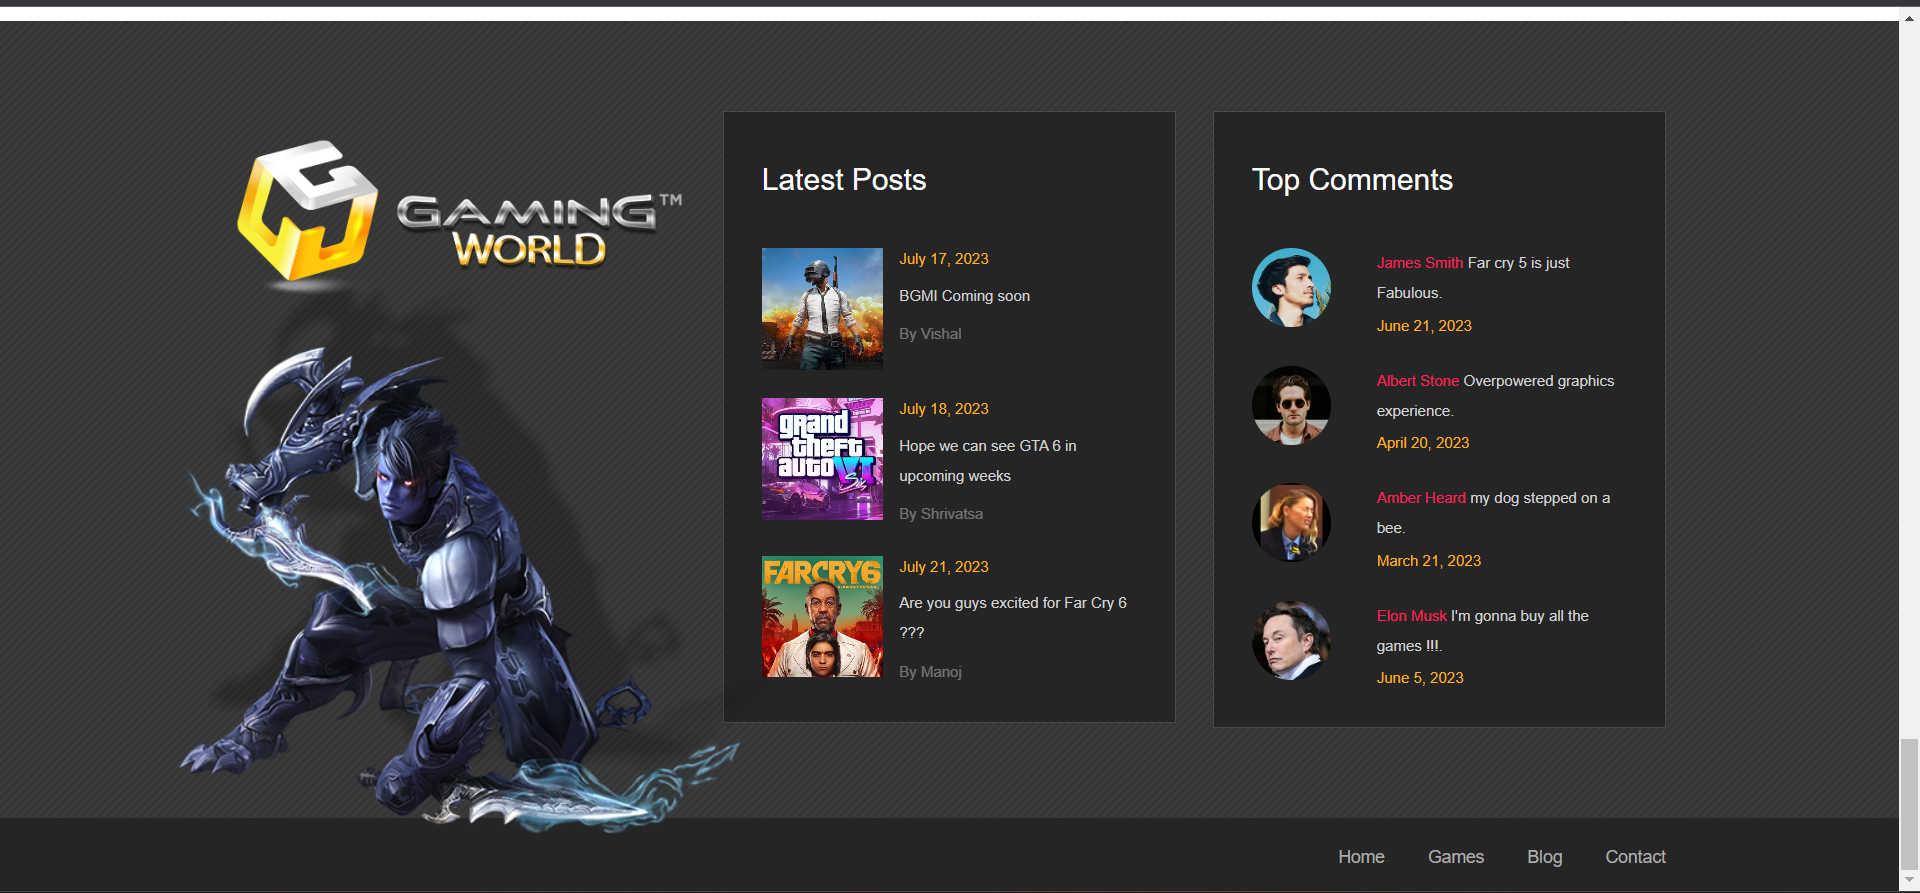 GAMING™
WORLD
Latest Posts
July 17, 2023
BGMI Coming soon
By Vishal
grand
theft
auto VI
Six
July 18, 2023
Hope we can see GTA 6 in
upcoming weeks
By Shrivatsa
FARCRY6
July 21, 2023
Are you guys excited for Far Cry 6
???
By Manoj
Top Comments
James Smith Far cry 5 is just
Fabulous.
June 21, 2023
Albert Stone Overpowered graphics
experience.
April 20, 2023
Amber Heard my dog stepped on a
bee.
March 21, 2023
Elon Musk I'm gonna buy all the
games !!!.
June 5, 2023
Home Games Blog Contact